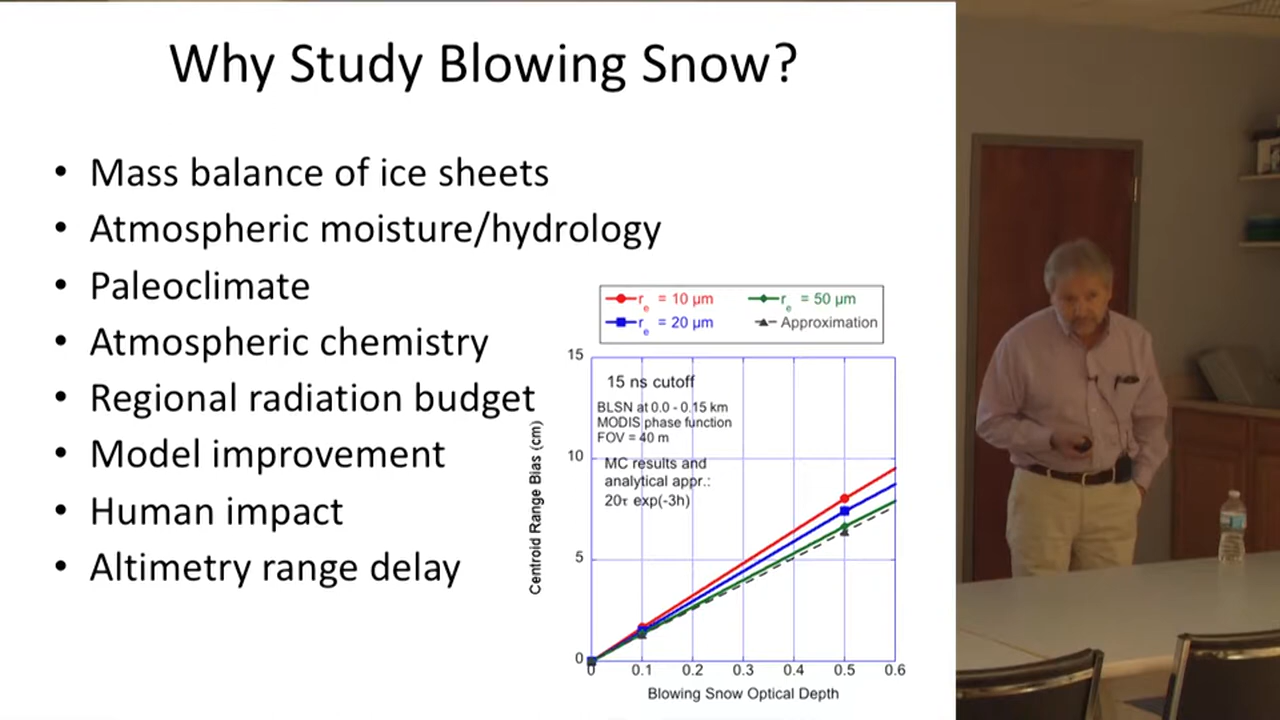 Why Study Blowing Snow?
• Mass balance of ice sheets
• Atmospheric moisture/hydrology
• Paleoclimate
• Atmospheric chemistry
• Regional radiation budget
• Model improvement
• Human impact
• Altimetry range delay
re = 10 µm
re = 50 µm
re = 20 µm
Approximation
15
10
5
0
Centroid Range Bias (cm)
15 ns cutoff
BLSN at 0.0 - 0.15 km
MODIS phase function
FOV = 40 m
MC results and
analytical appr.:
20τ exp(-3h)
0 0.1 0.2 0.3 0.4 0.5 0.6
Blowing Snow Optical Depth